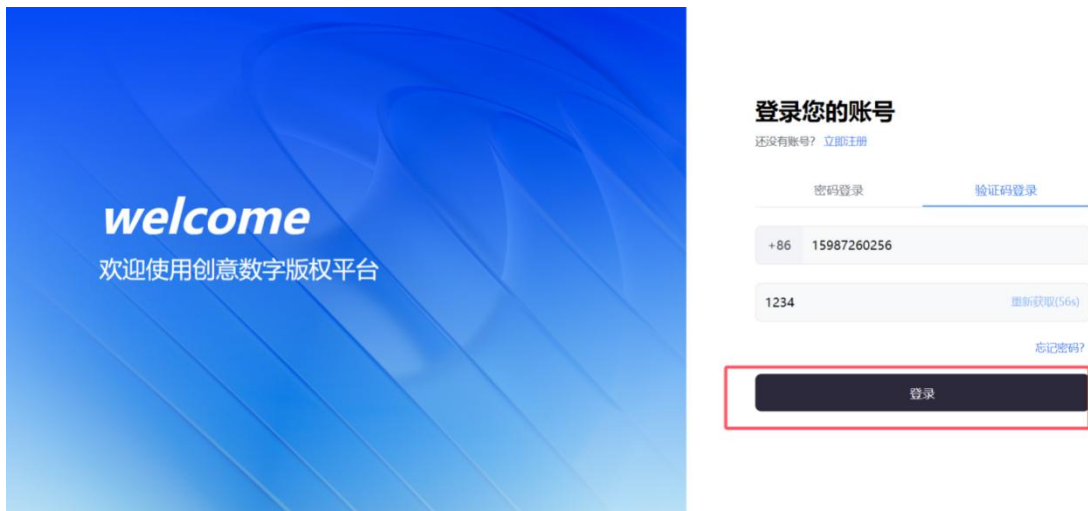 welcome
欢迎使用创意数字版权平台
登录您的账号
还没有账号? 立即注册
密码登录 验证码登录
+86 15987260256
1234 重新获取(56s)
忘记密码?
登录